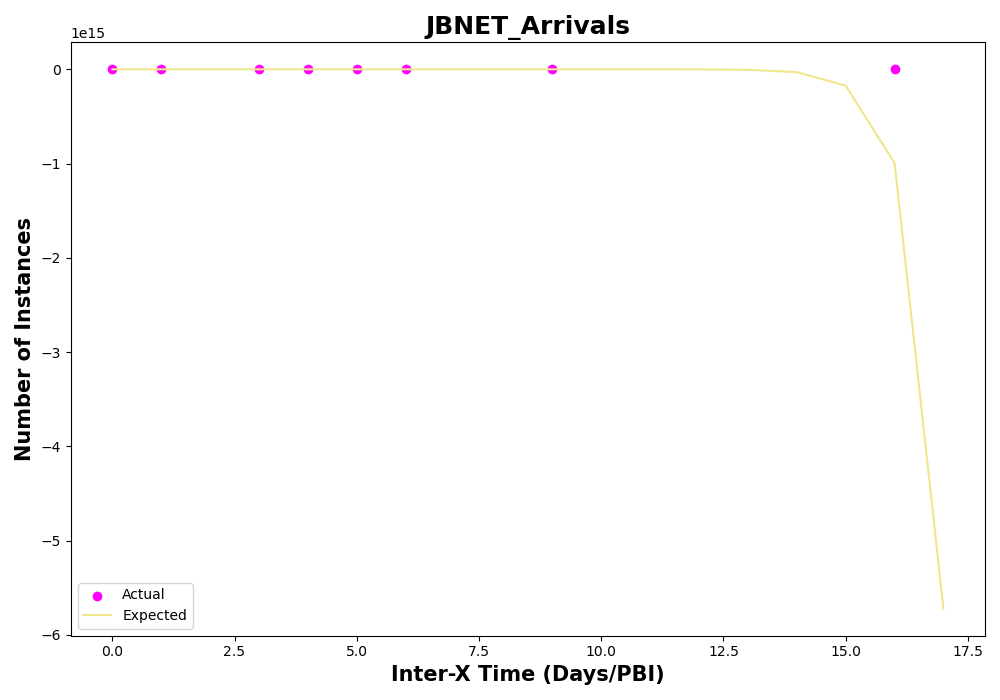 JBNET_Arrivals
1e15
0
−1
−2
−3
−4
−5
−6
Number of Instances
Actual
Expected
0.0 2.5 5.0 7.5 10.0 12.5 15.0 17.5
Inter-X Time (Days/PBI)